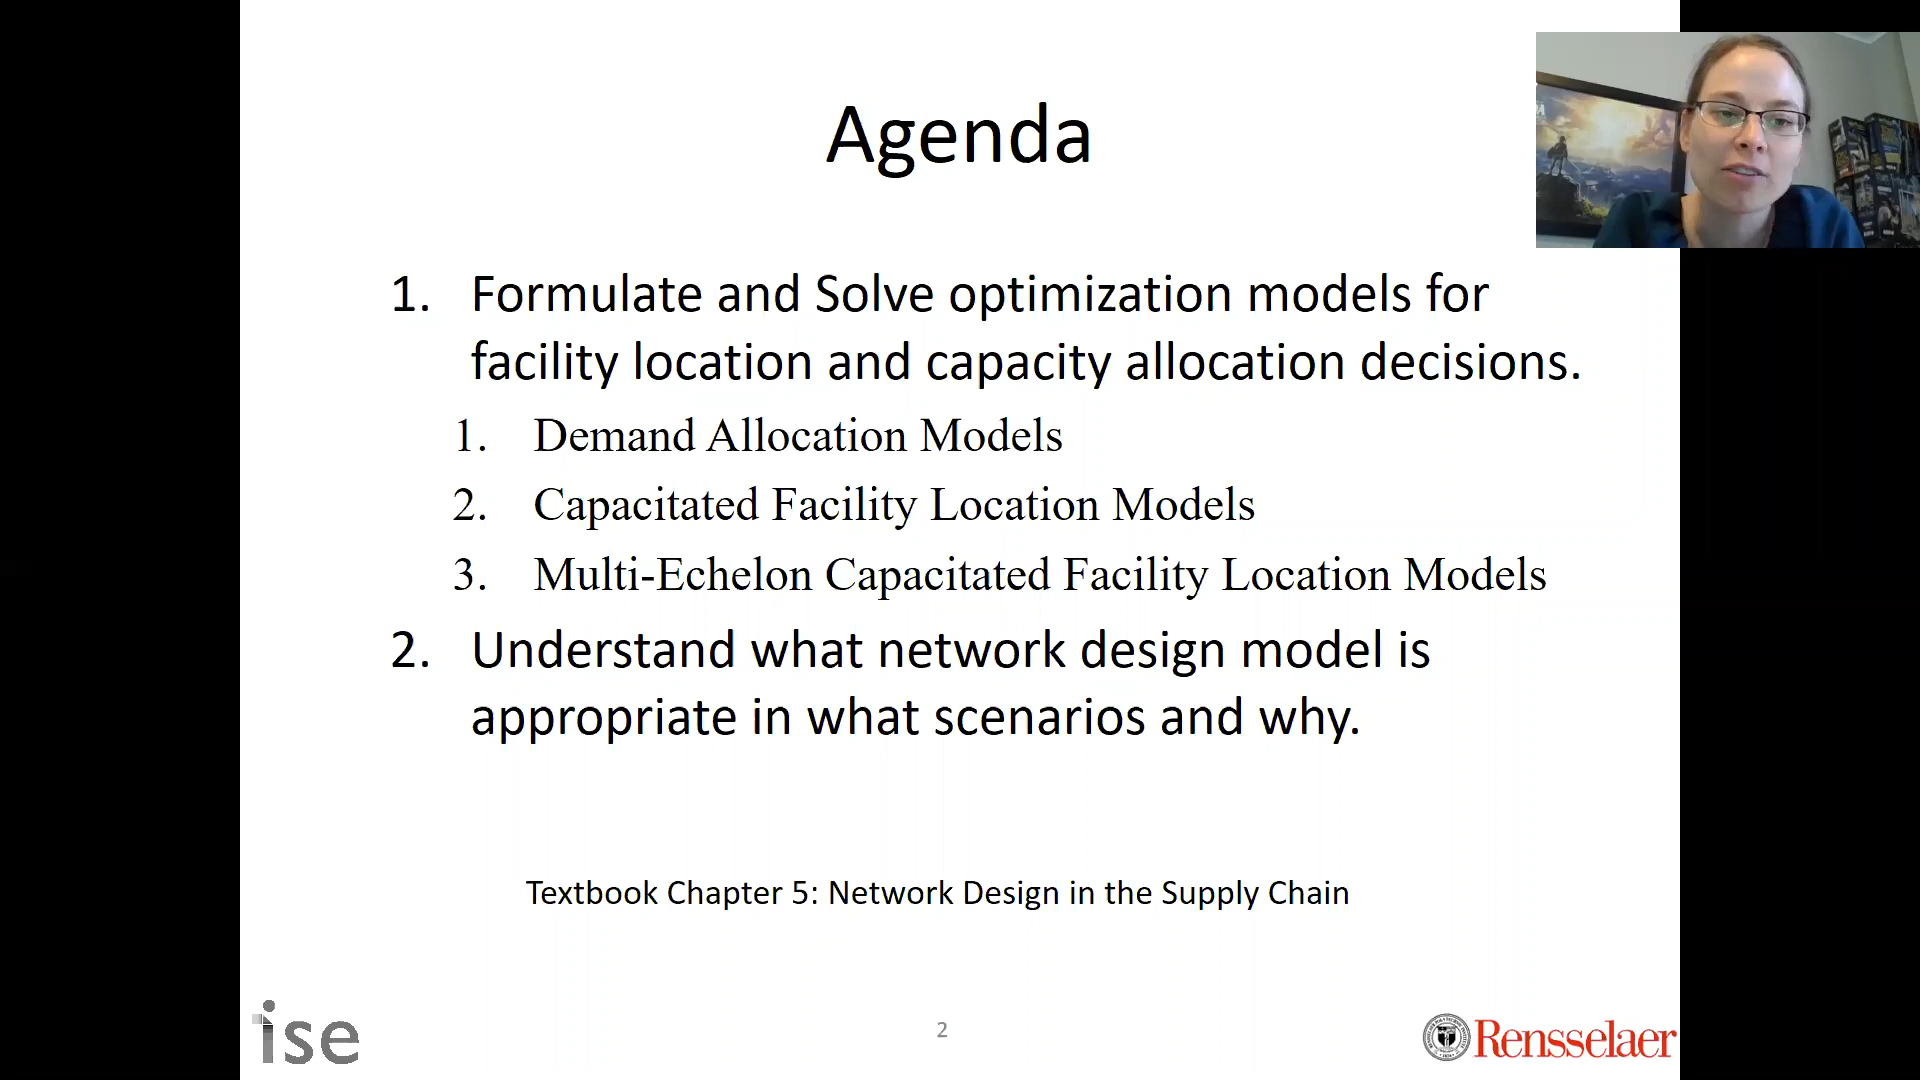 Agenda
1. Formulate and Solve optimization models for
facility location and capacity allocation decisions.
1. Demand Allocation Models
2. Capacitated Facility Location Models
3. Multi-Echelon Capacitated Facility Location Models
2. Understand what network design model is
appropriate in what scenarios and why.
Textbook Chapter 5: Network Design in the Supply Chain
ise
2
Rensselaer